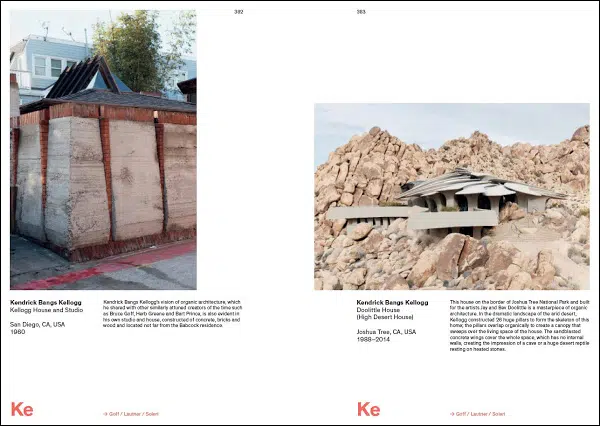 382
383
Kendrick Bangs Kellogg
Kellogg House and Studio
San Diego, CA, USA
1960
Kendrick Bangs Kellogg's vision of organic architecture, which
he shared with other similarly attuned creators of the time such
as Bruce Goff, Herb Greene and Bart Prince, is also evident in
his own studio and house, constructed of concrete, bricks and
wood and located not far from the Babcock residence.
Kendrick Bangs Kellogg
Doolittle House
(High Desert House)
Joshua Tree, CA, USA
1988–2014
This house on the border of Joshua Tree National Park and built
for the artists Jay and Bev Doolittle is a masterpiece of organic
architecture. In the dramatic landscape of the arid desert,
Kellogg constructed 26 huge pillars to form the skeleton of this
home; the pillars overlap organically to create a canopy that
sweeps over the living space of the house. The sandblasted
concrete wings cover the whole space, which has no internal
walls, creating the impression of a cave or a huge desert reptile
resting on heated stones.
Ke
→ Goff / Lautner / Soleri
Ke
→ Goff / Lautner / Soleri